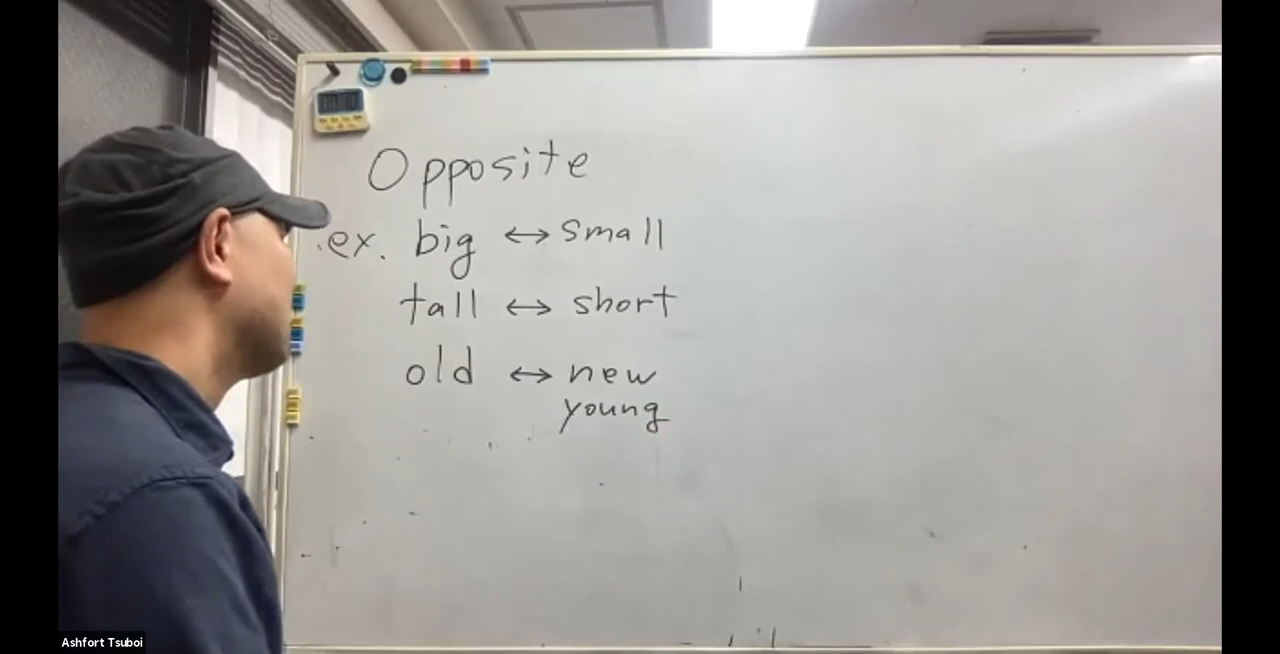 Opposite
ex. big ↔ small
tall ↔ short
old ↔ new
young
Ashfort Tsuboi